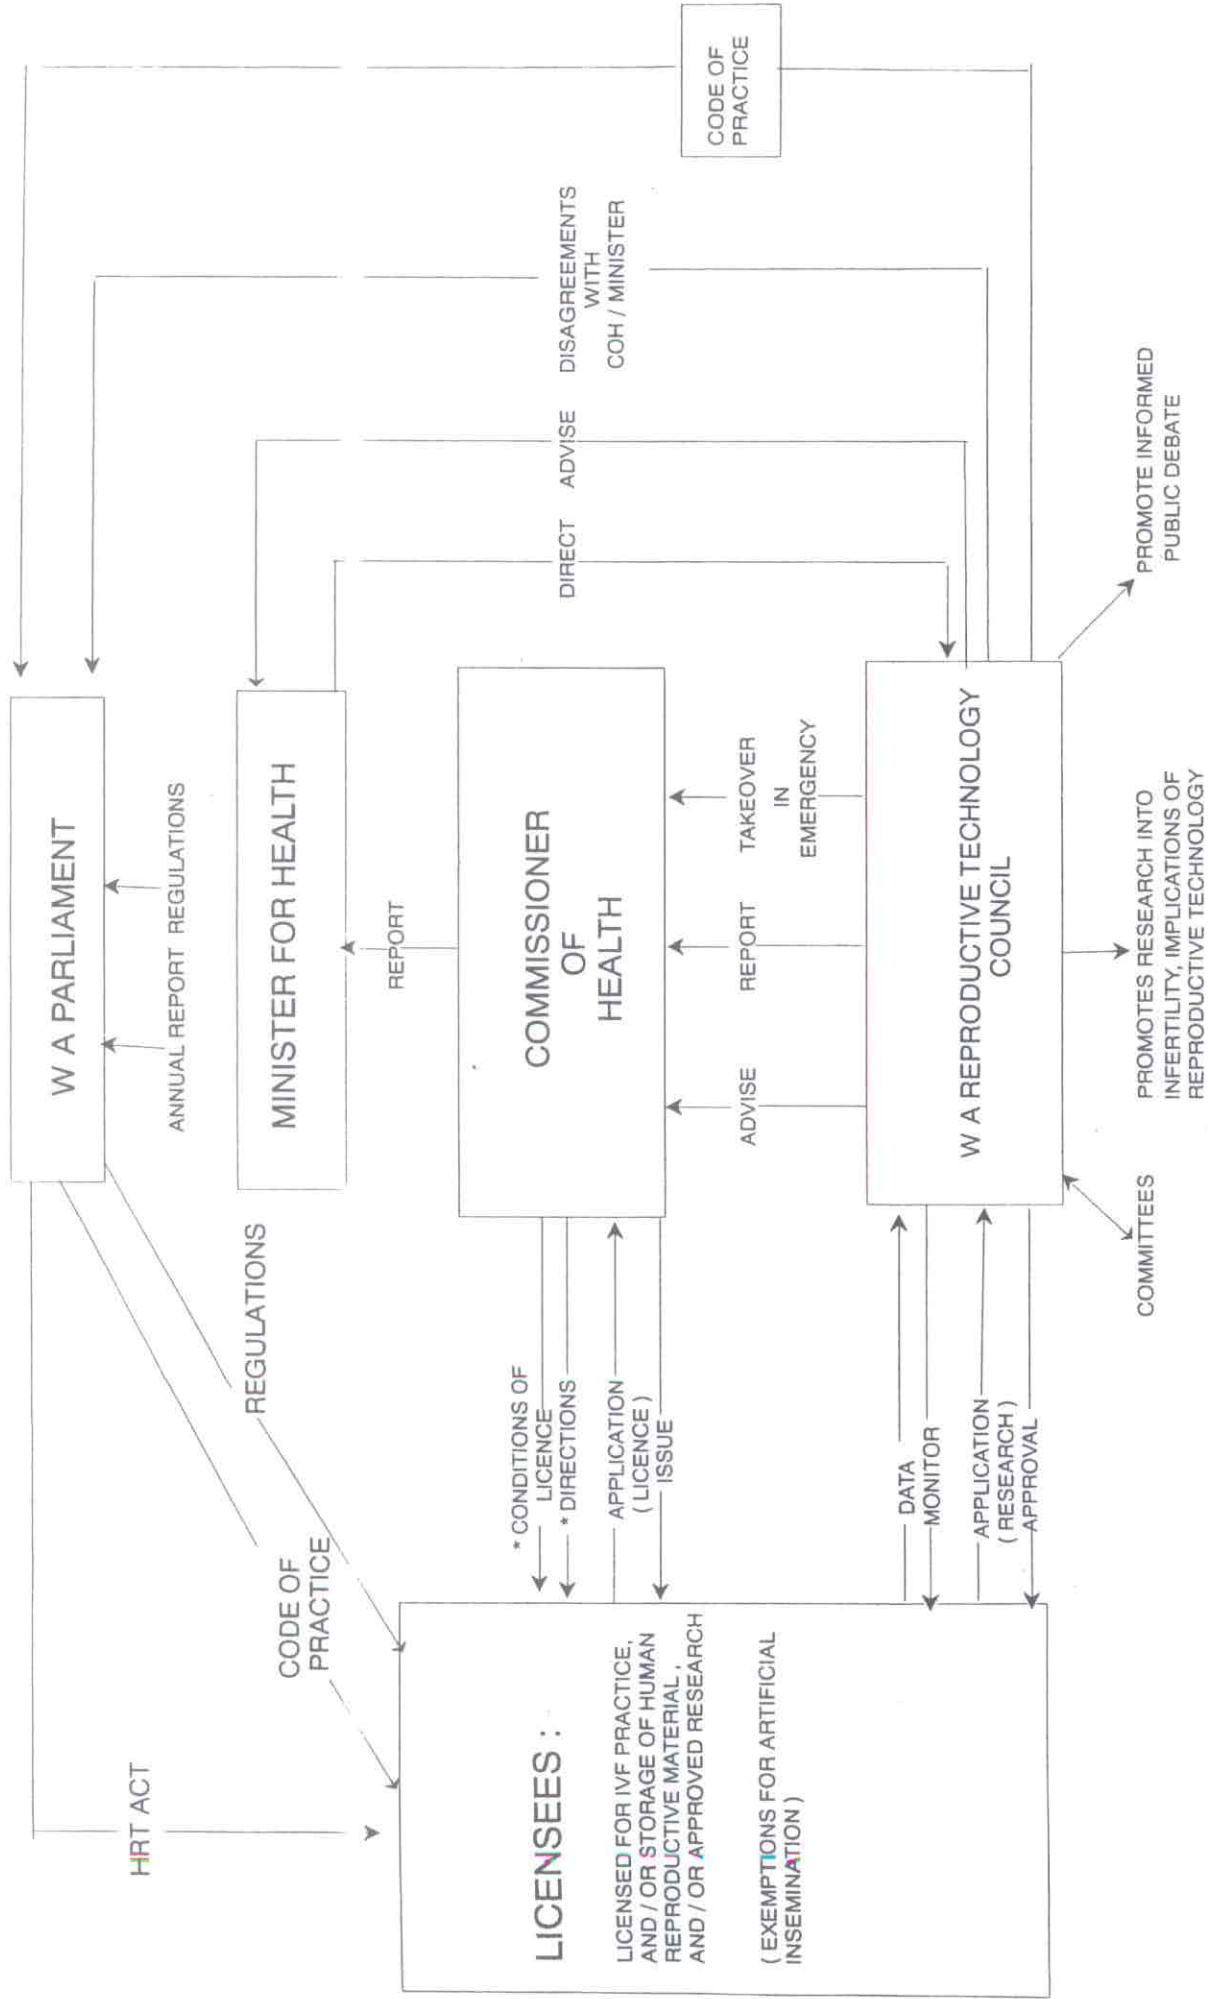 W A PARLIAMENT
ANNUAL REPORT REGULATIONS
MINISTER FOR HEALTH
REPORT
COMMISSIONER
OF
HEALTH
ADVISE REPORT TAKEOVER
IN
EMERGENCY
W A REPRODUCTIVE TECHNOLOGY
COUNCIL
HRT ACT
CODE OF
PRACTICE
REGULATIONS
LICENSEES :
LICENSED FOR IVF PRACTICE,
AND / OR STORAGE OF HUMAN
REPRODUCTIVE MATERIAL ,
AND / OR APPROVED RESEARCH
( EXEMPTIONS FOR ARTIFICIAL
INSEMINATION )
* CONDITIONS OF
LICENCE
* DIRECTIONS
APPLICATION
( LICENCE )
ISSUE
DATA
MONITOR
APPLICATION
( RESEARCH )
APPROVAL
DIRECT ADVISE DISAGREEMENTS
WITH
COH / MINISTER
CODE OF
PRACTICE
COMMITTEES
PROMOTES RESEARCH INTO
INFERTILITY, IMPLICATIONS OF
REPRODUCTIVE TECHNOLOGY
PROMOTE INFORMED
PUBLIC DEBATE